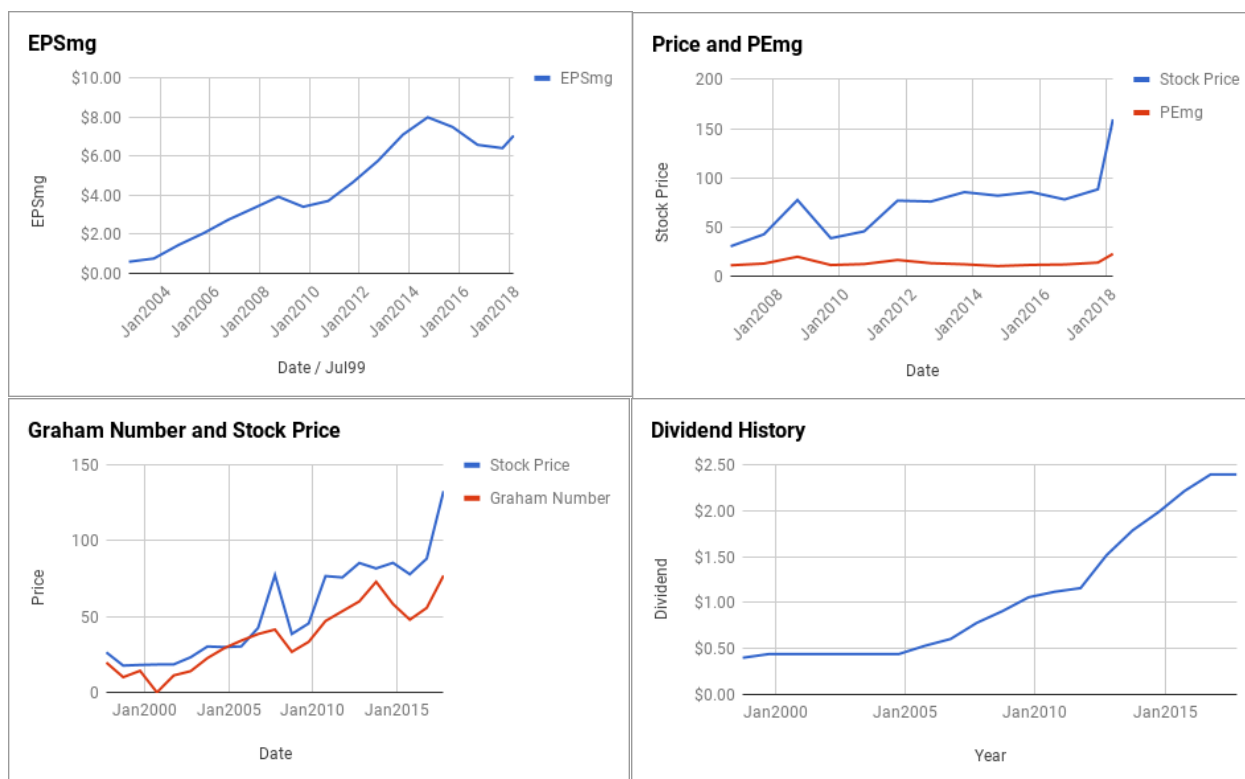 EPSmg
EPSmg
$10.00
$8.00
$6.00
$4.00
$2.00
$0.00
EPSmg
Jan2004
Jan2006
Jan2008
Jan2010
Jan2012
Jan2014
Jan2016
Jan2018
Date / Jul99
Price and PEmg
Stock Price
PEmg
200
150
100
50
0
Stock Price
Jan2008
Jan2010
Jan2012
Jan2014
Jan2016
Jan2018
Date
Graham Number and Stock Price
Stock Price
Graham Number
150
100
50
0
Price
Jan2000
Jan2005
Jan2010
Jan2015
Date
Dividend History
$2.50
$2.00
$1.50
$1.00
$0.50
$0.00
Dividend
Jan2000
Jan2005
Jan2010
Jan2015
Year